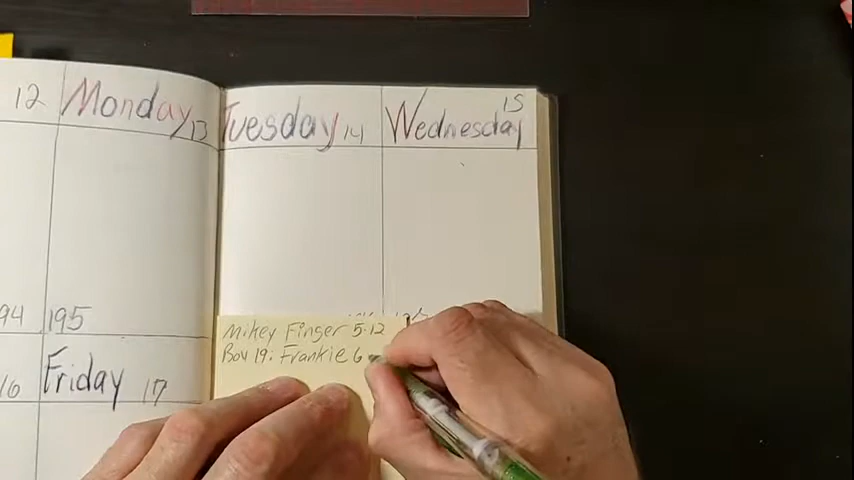 12 Monday 13 Tuesday 14 Wednesday 15
94 195
Mikey Finger 5-12
Boy 19. Frankie 6
16 Friday 17